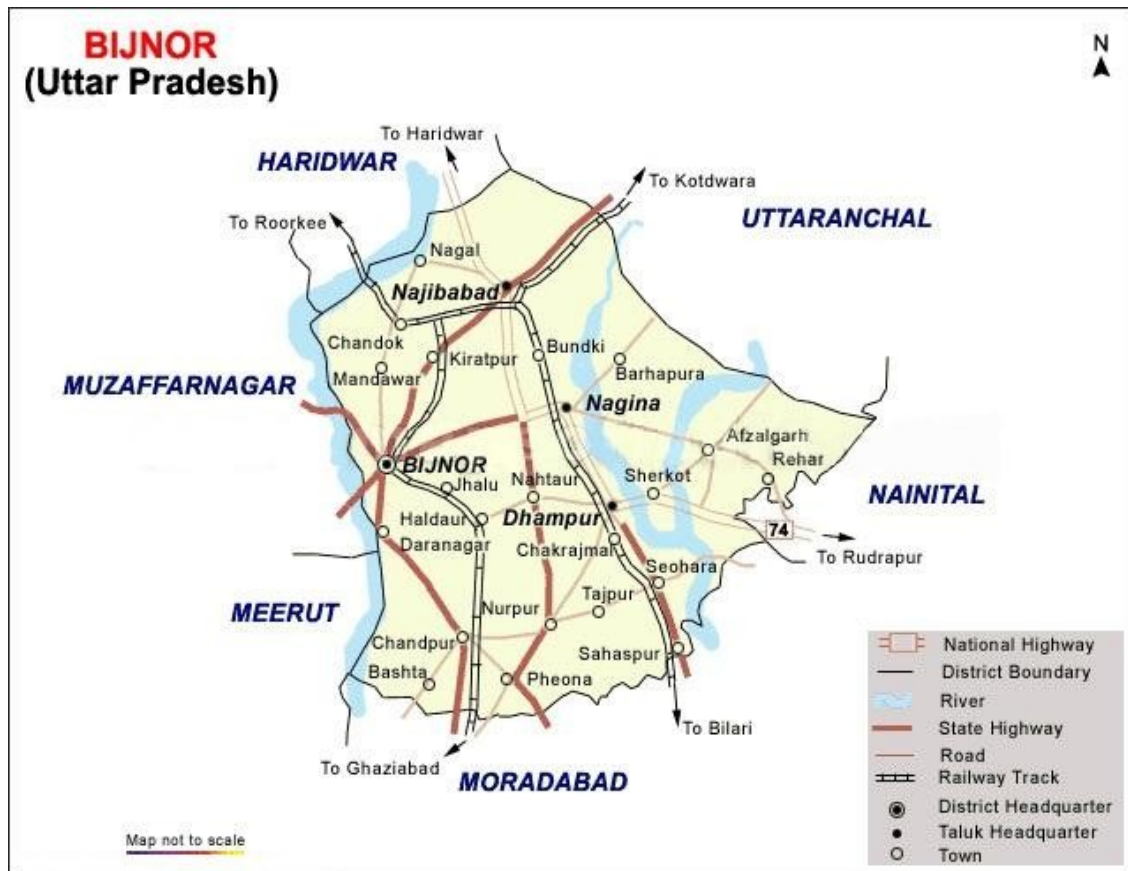 BIJNOR
(Uttar Pradesh)
N
To Haridwar
HARIDWAR
To Kotdwara
To Roorkee
UTTARANCHAL
Nagal
Najibabad
Chandok
Kiratpur
Bundki
Mandawar
Barhapura
MUZAFFARNAGAR
Nagina
Afzalgarh
BIJNOR
Rehar
Jhalu
Nahtaur
Sherkot
NAINITAL
Haldaur
Dhampur
74
Daranagar
Chakrajmal
To Rudrapur
Seohara
MEERUT
Nurpur
Tajpur
Chandpur
Sahaspur
Bashta
Pheona
To Bilari
To Ghaziabad
MORADABAD
National Highway
District Boundary
River
State Highway
Road
Railway Track
District Headquarter
Taluk Headquarter
Town
Map not to scale